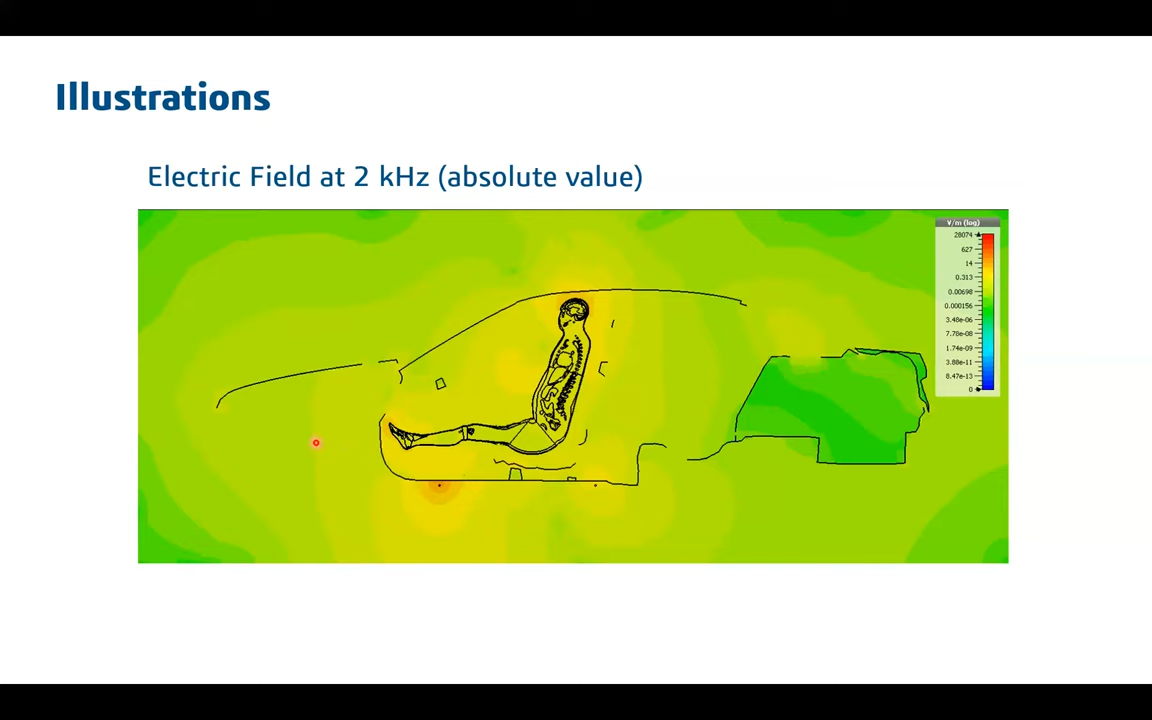 Illustrations
Electric Field at 2 kHz (absolute value)
V/m (log)
28074
627
14
0.313
0.00698
0.000156
3.48e-06
7.78e-08
1.74e-09
3.88e-11
8.47e-13
0